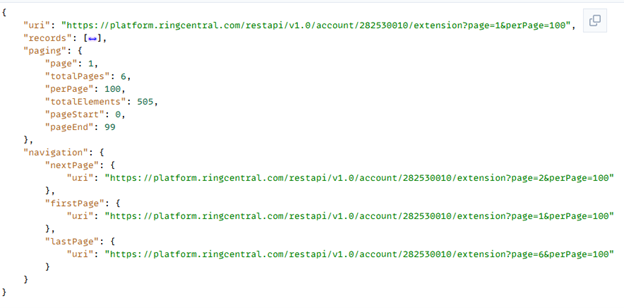 {
"uri": "https://platform.ringcentral.com/restapi/v1.0/account/282530010/extension?page=1&perPage=100",
"records": [↔],
"paging": {
"page": 1,
"totalPages": 6,
"perPage": 100,
"totalElements": 505,
"pageStart": 0,
"pageEnd": 99
},
"navigation": {
"nextPage": {
"uri": "https://platform.ringcentral.com/restapi/v1.0/account/282530010/extension?page=2&perPage=100"
},
"firstPage": {
"uri": "https://platform.ringcentral.com/restapi/v1.0/account/282530010/extension?page=1&perPage=100"
},
"lastPage": {
"uri": "https://platform.ringcentral.com/restapi/v1.0/account/282530010/extension?page=6&perPage=100"
}
}
}